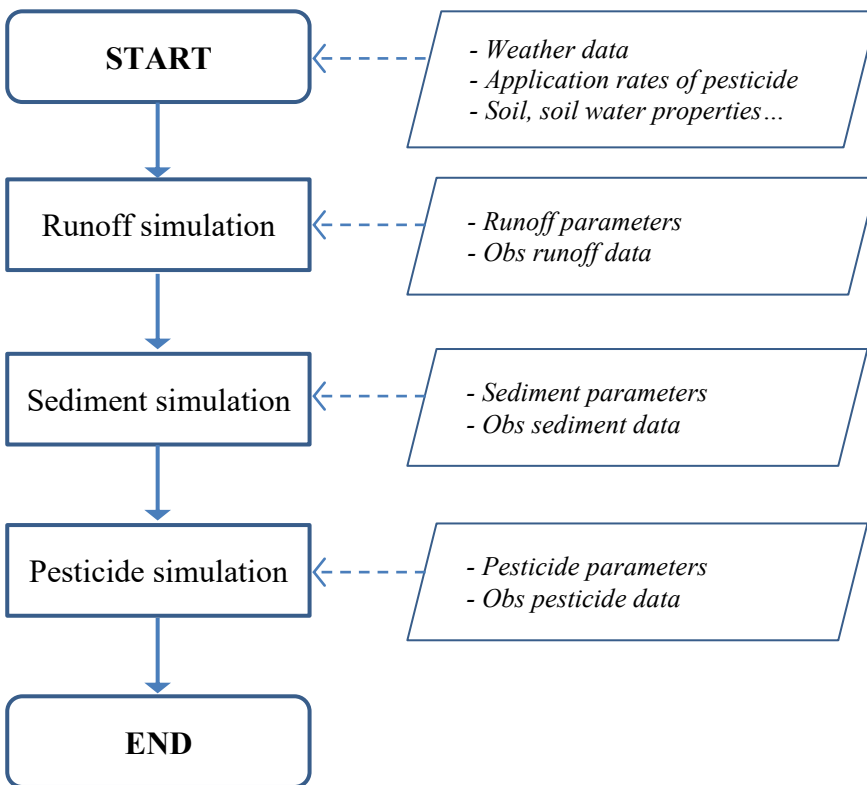 START
- Weather data
- Application rates of pesticide
- Soil, soil water properties…
Runoff simulation
- Runoff parameters
- Obs runoff data
Sediment simulation
- Sediment parameters
- Obs sediment data
Pesticide simulation
- Pesticide parameters
- Obs pesticide data
END